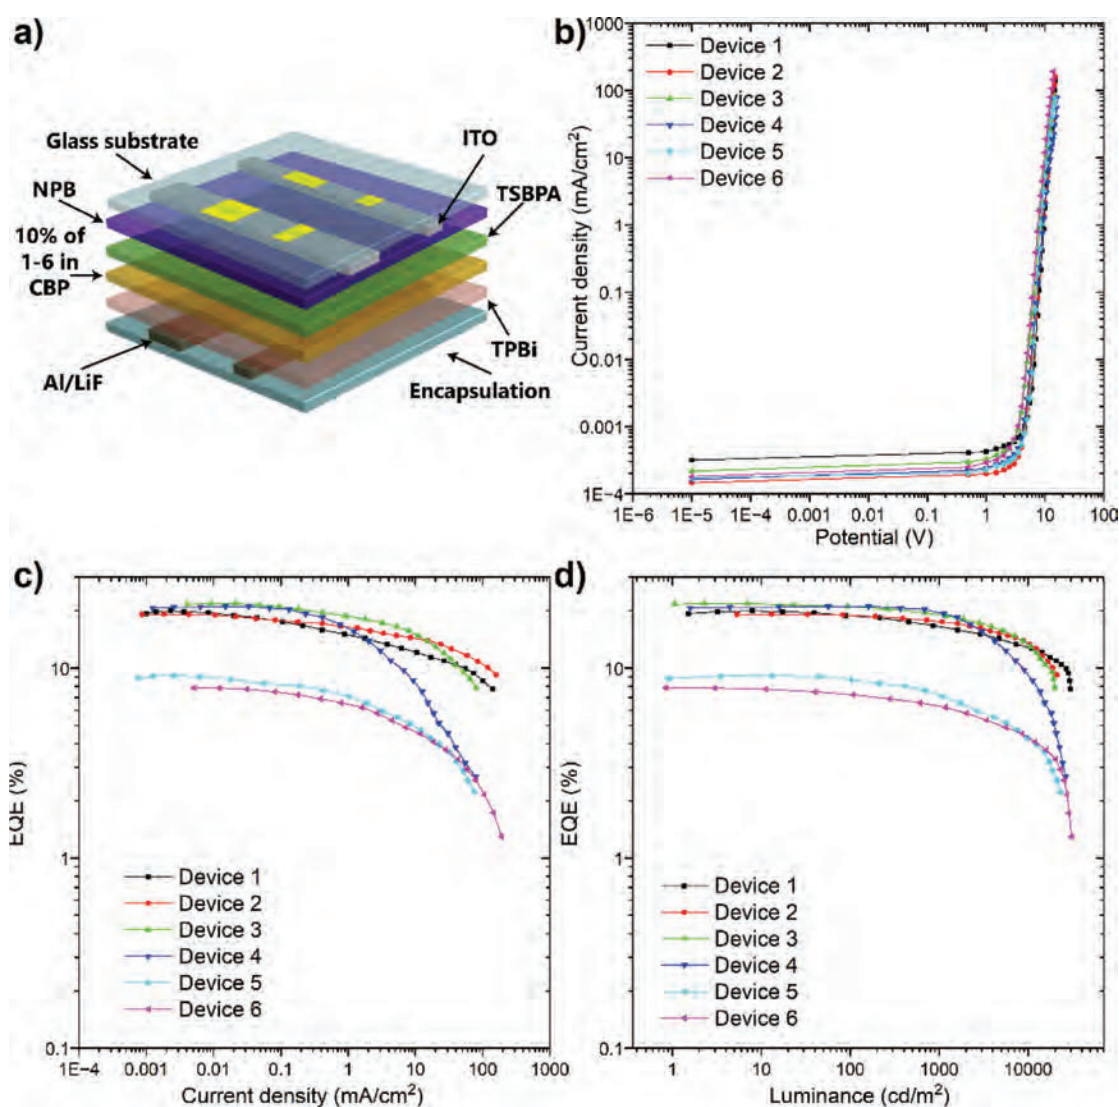 a)
Glass substrate
ITO
NPB
TSBPA
10% of
1-6 in
CBP
TPBi
Al/LiF
Encapsulation
b)
Device 1
Device 2
Device 3
Device 4
Device 5
Device 6
Current density (mA/cm²)
1000
100
10
1
0.1
0.01
0.001
1E-4
1E-6 1E-5 1E-4 0.001 0.01 0.1 1 10 100
Potential (V)
c)
EQE (%)
10
1
0.1
Device 1
Device 2
Device 3
Device 4
Device 5
Device 6
1E-4 0.001 0.01 0.1 1 10 100 1000
Current density (mA/cm²)
d)
EQE (%)
10
1
0.1
Device 1
Device 2
Device 3
Device 4
Device 5
Device 6
1 10 100 1000 10000
Luminance (cd/m²)